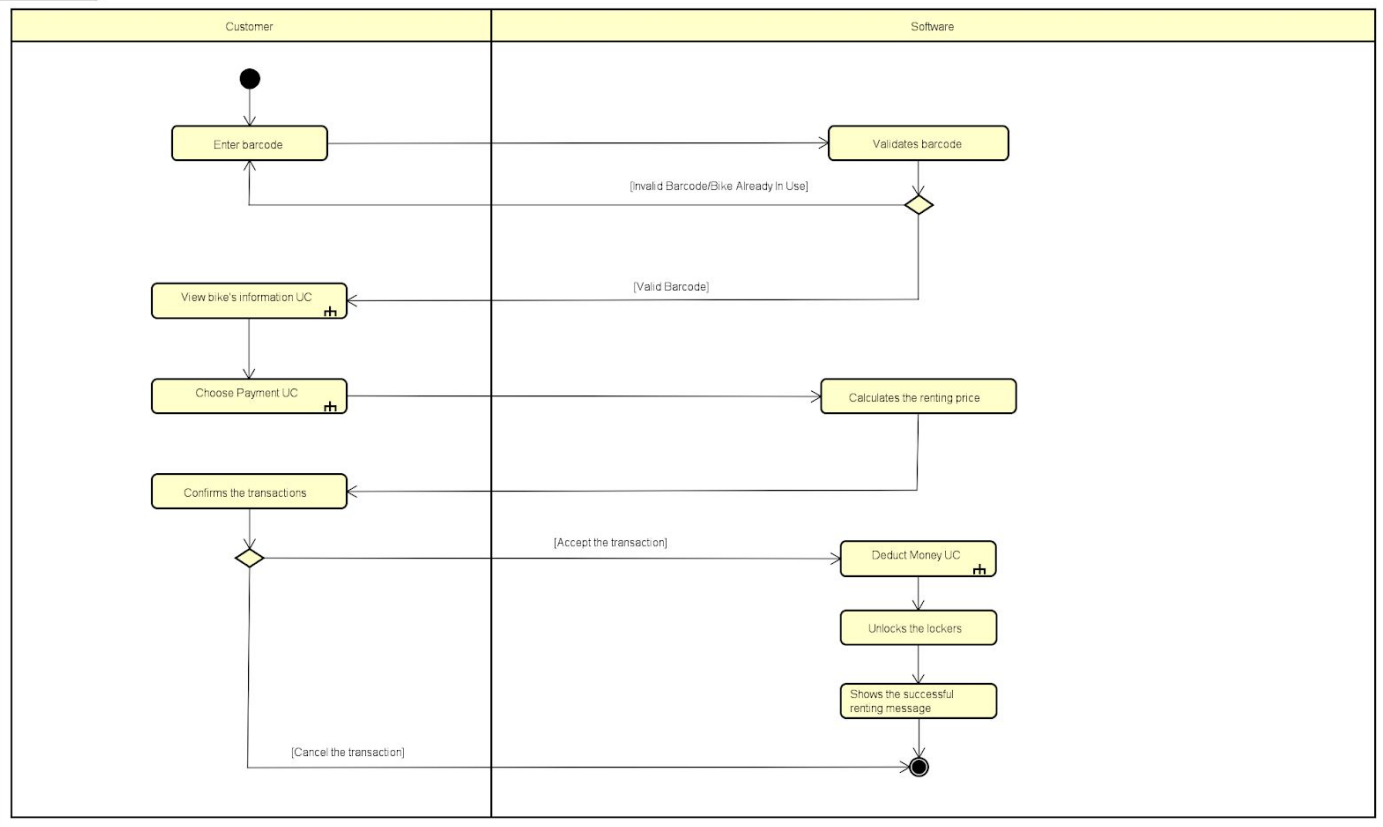 Customer
Software
Enter barcode
Validates barcode
[Invalid Barcode/Bike Already In Use]
[Valid Barcode]
View bike's information UC
Choose Payment UC
Calculates the renting price
Confirms the transactions
[Accept the transaction]
Deduct Money UC
Unlocks the lockers
Shows the successful
renting message
[Cancel the transaction]